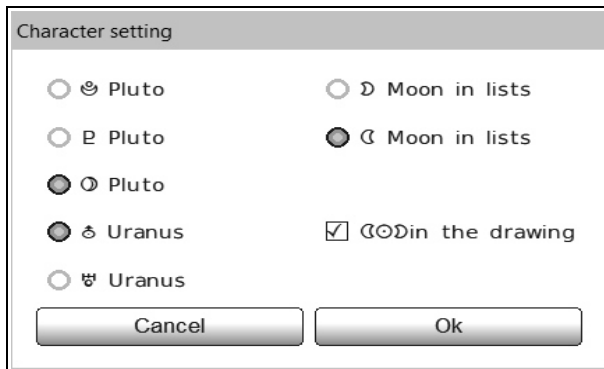 Character setting
Pluto
Pluto
Pluto
Uranus
Uranus
Moon in lists
Moon in lists
in the drawing
Cancel
Ok